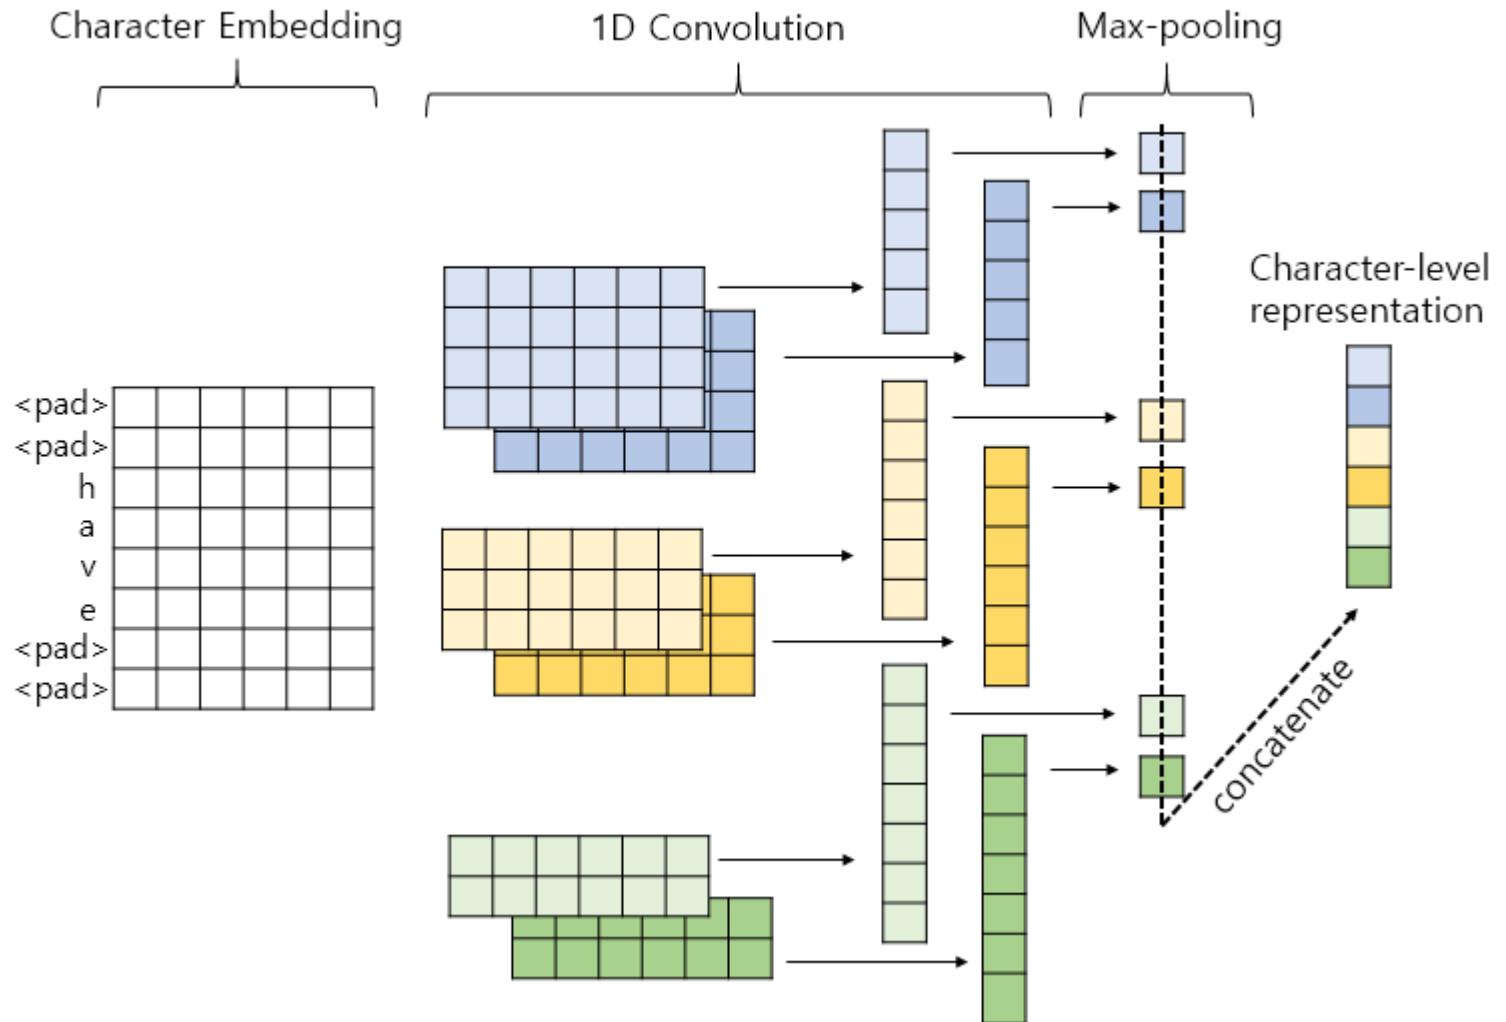 Character Embedding
1D Convolution
Max-pooling
Character-level
representation
<pad>
<pad>
h
a
v
e
<pad>
<pad>
concatenate